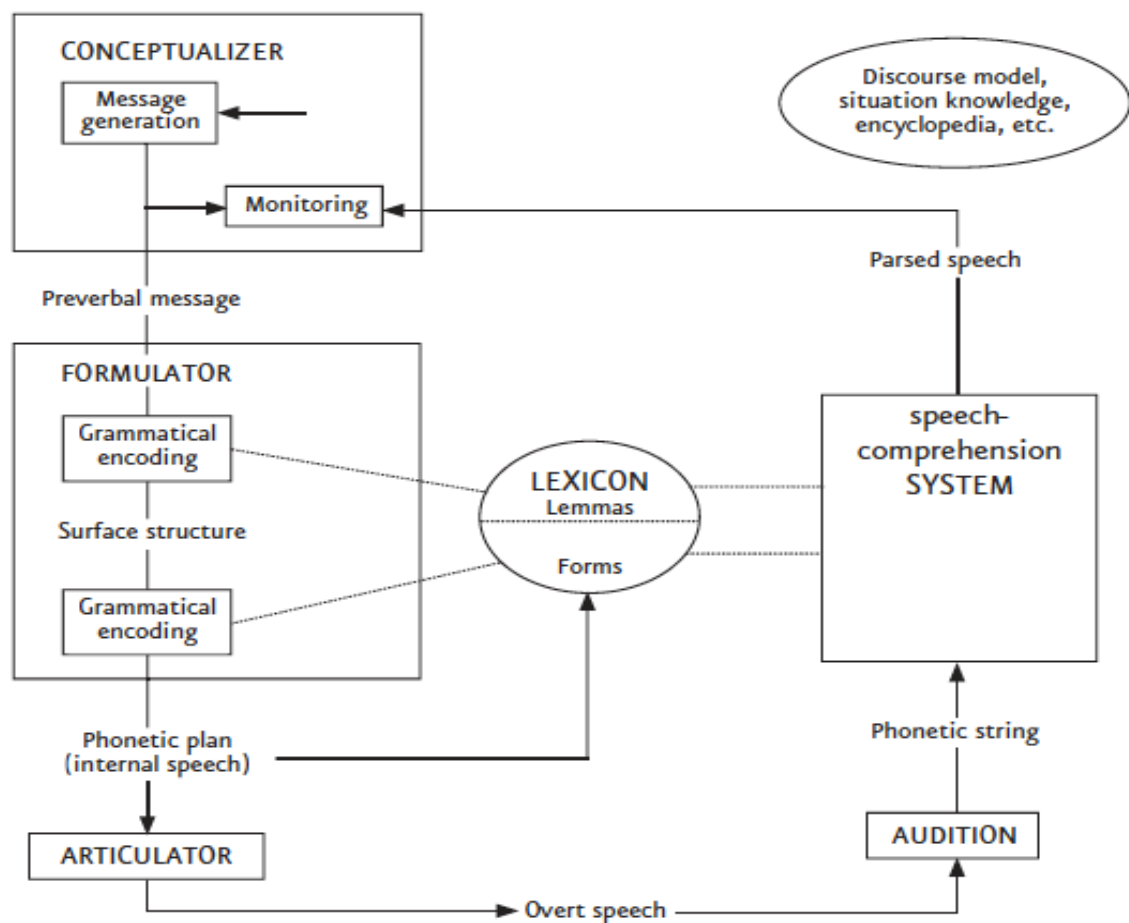 CONCEPTUALIZER
Message
generation
Monitoring
Discourse model,
situation knowledge,
encyclopedia, etc.
Parsed speech
Preverbal message
FORMULATOR
Grammatical
encoding
Surface structure
Grammatical
encoding
LEXICON
Lemmas
Forms
speech-
comprehension
SYSTEM
Phonetic plan
(internal speech)
Phonetic string
ARTICULATOR
AUDITION
Overt speech